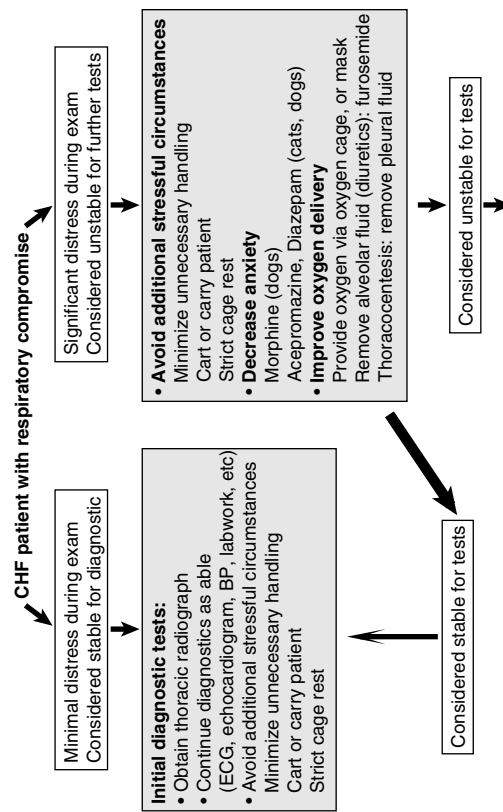 CHF patient with respiratory compromise
Minimal distress during exam
Considered stable for diagnostic
Initial diagnostic tests:
• Obtain thoracic radiograph
• Continue diagnostics as able
(ECG, echocardiogram, BP, labwork, etc)
• Avoid additional stressful circumstances
Minimize unnecessary handling
Cart or carry patient
Strict cage rest
Considered stable for tests
Significant distress during exam
Considered unstable for further tests
• Avoid additional stressful circumstances
Minimize unnecessary handling
Cart or carry patient
Strict cage rest
• Decrease anxiety
Morphine (dogs)
Acepromazine, Diazepam (cats, dogs)
• Improve oxygen delivery
Provide oxygen via oxygen cage, or mask
Remove alveolar fluid (diuretics): furosemide
Thoracocentesis: remove pleural fluid
Considered unstable for tests